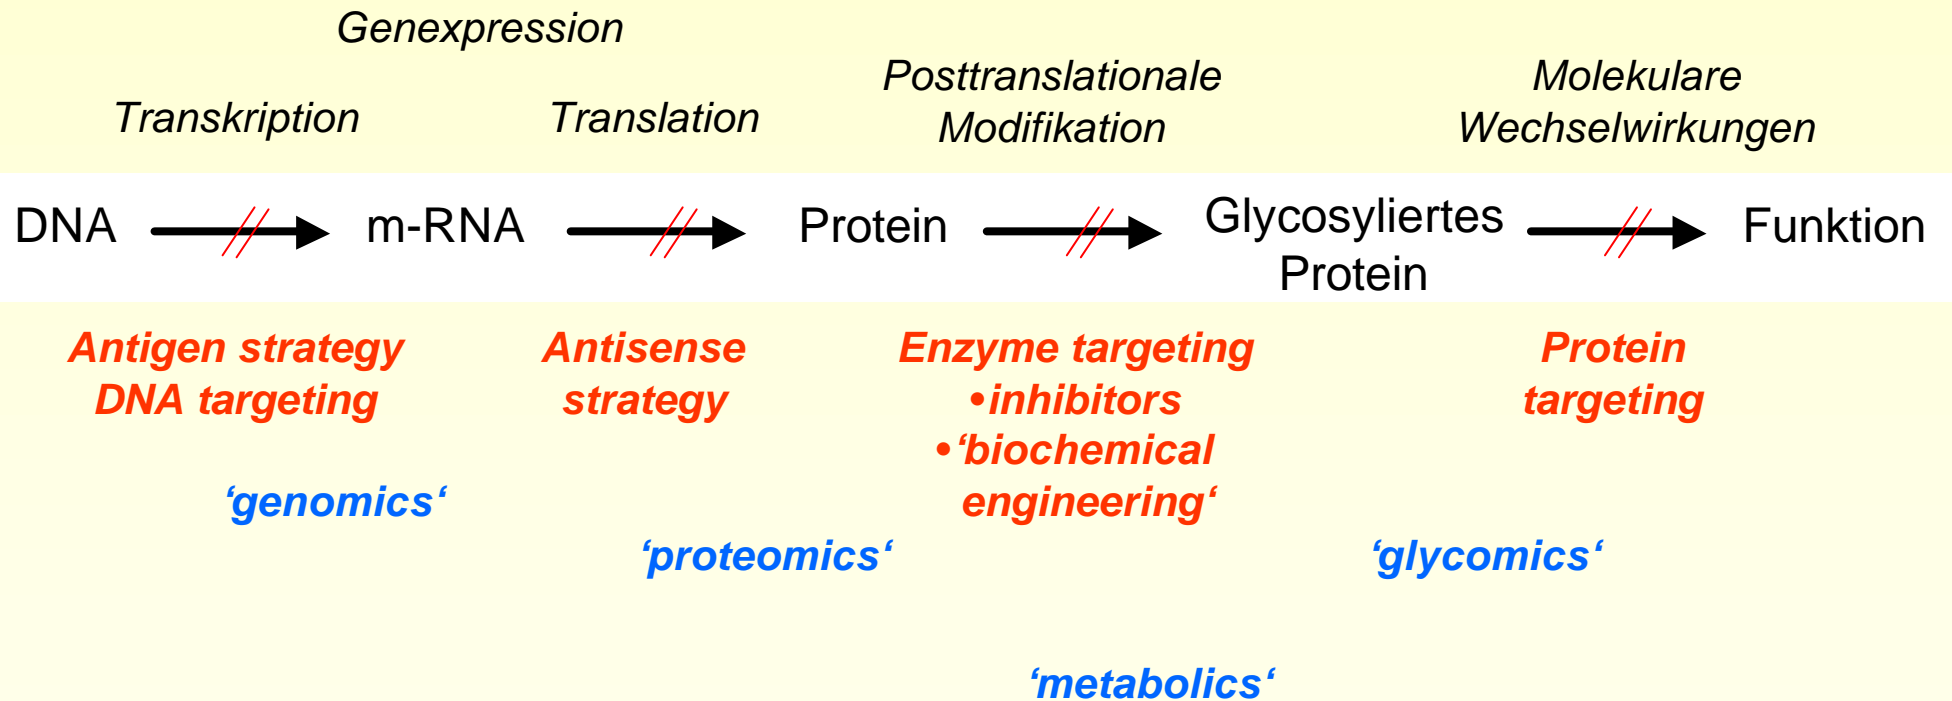 Genexpression
Transkription
Translation
Posttranslationale
Modifikation
Molekulare
Wechselwirkungen
DNA
m-RNA
Protein
Glycosyliertes
Protein
Funktion
Antigen strategy
DNA targeting
Antisense
strategy
Enzyme targeting
•inhibitors
•‘biochemical
engineering‘
Protein
targeting
‘genomics‘
‘proteomics‘
‘glycomics‘
‘metabolics‘